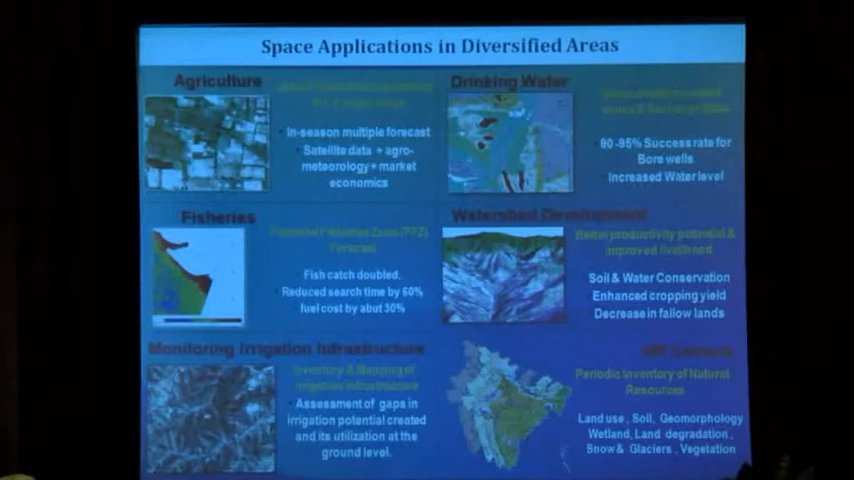 Space Applications in Diversified Areas
Agriculture
In-season multiple forecast
Satellite data + agro-
meteorology + market
economics
Drinking Water
90-95% Success rate for
Bore wells
Increased Water level
Fisheries
Potential Fisheries Zone (PFZ)
Forecast
Fish catch doubled.
Reduced search time by 60%
fuel cost by abut 30%
Watershed Development
Better productivity potential &
improved livelihood
Soil & Water Conservation
Enhanced cropping yield
Decrease in fallow lands
Monitoring Irrigation Infrastructure
Inventory & Mapping of
Irrigation infrastructure
Assessment of gaps in
irrigation potential created
and its utilization at the
ground level.
Periodic Inventory of Natural
Resources
Land use , Soil, Geomorphology
Wetland, Land degradation ,
Snow & Glaciers , Vegetation